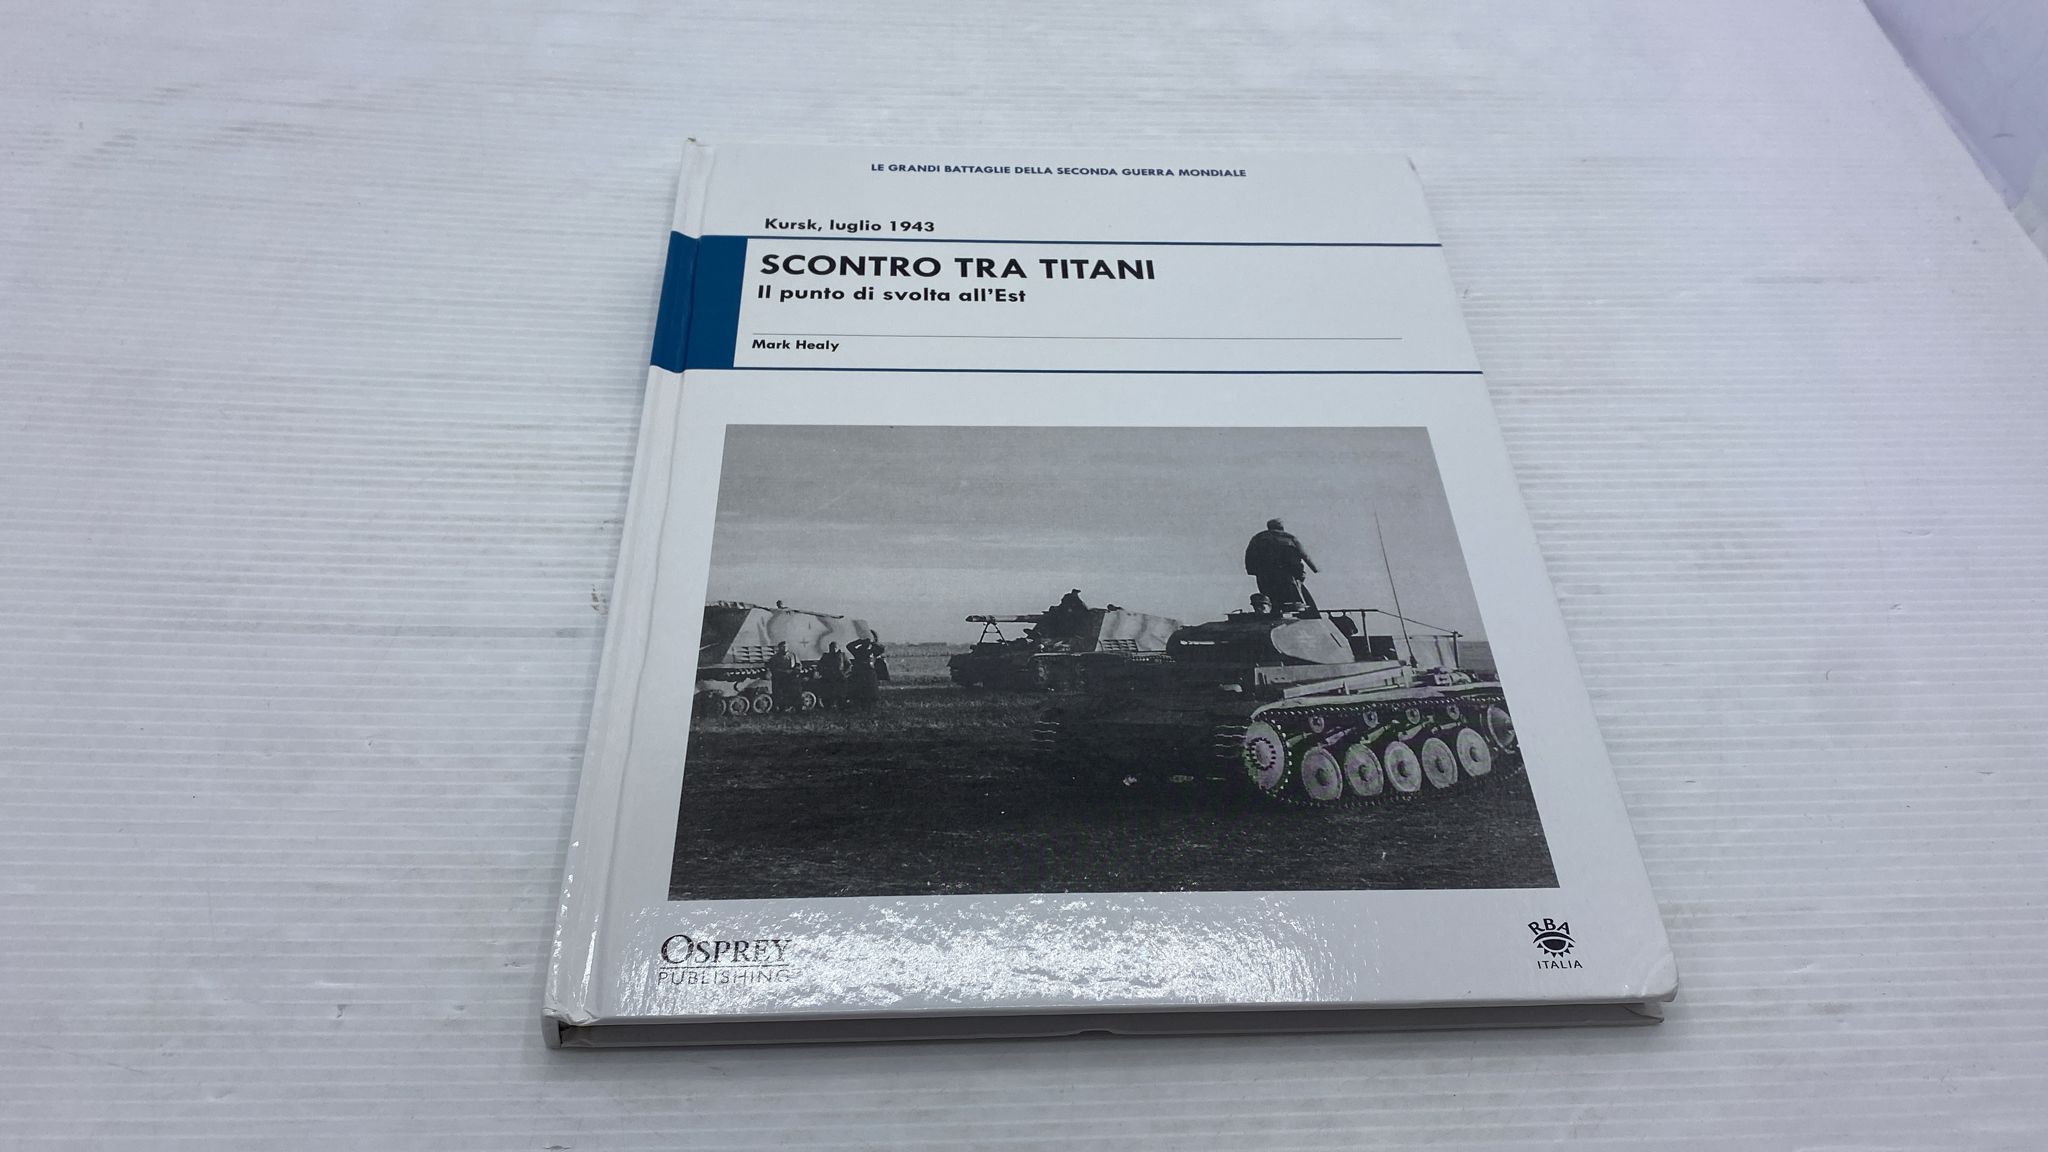 LE GRANDI BATTAGLIE DELLA SECONDA GUERRA MONDIALE
Kursk, luglio 1943
SCONTRO TRA TITANI
Il punto di svolta all'Est
Mark Healy
OSPREY
PUBLISHING
RBA
ITALIA